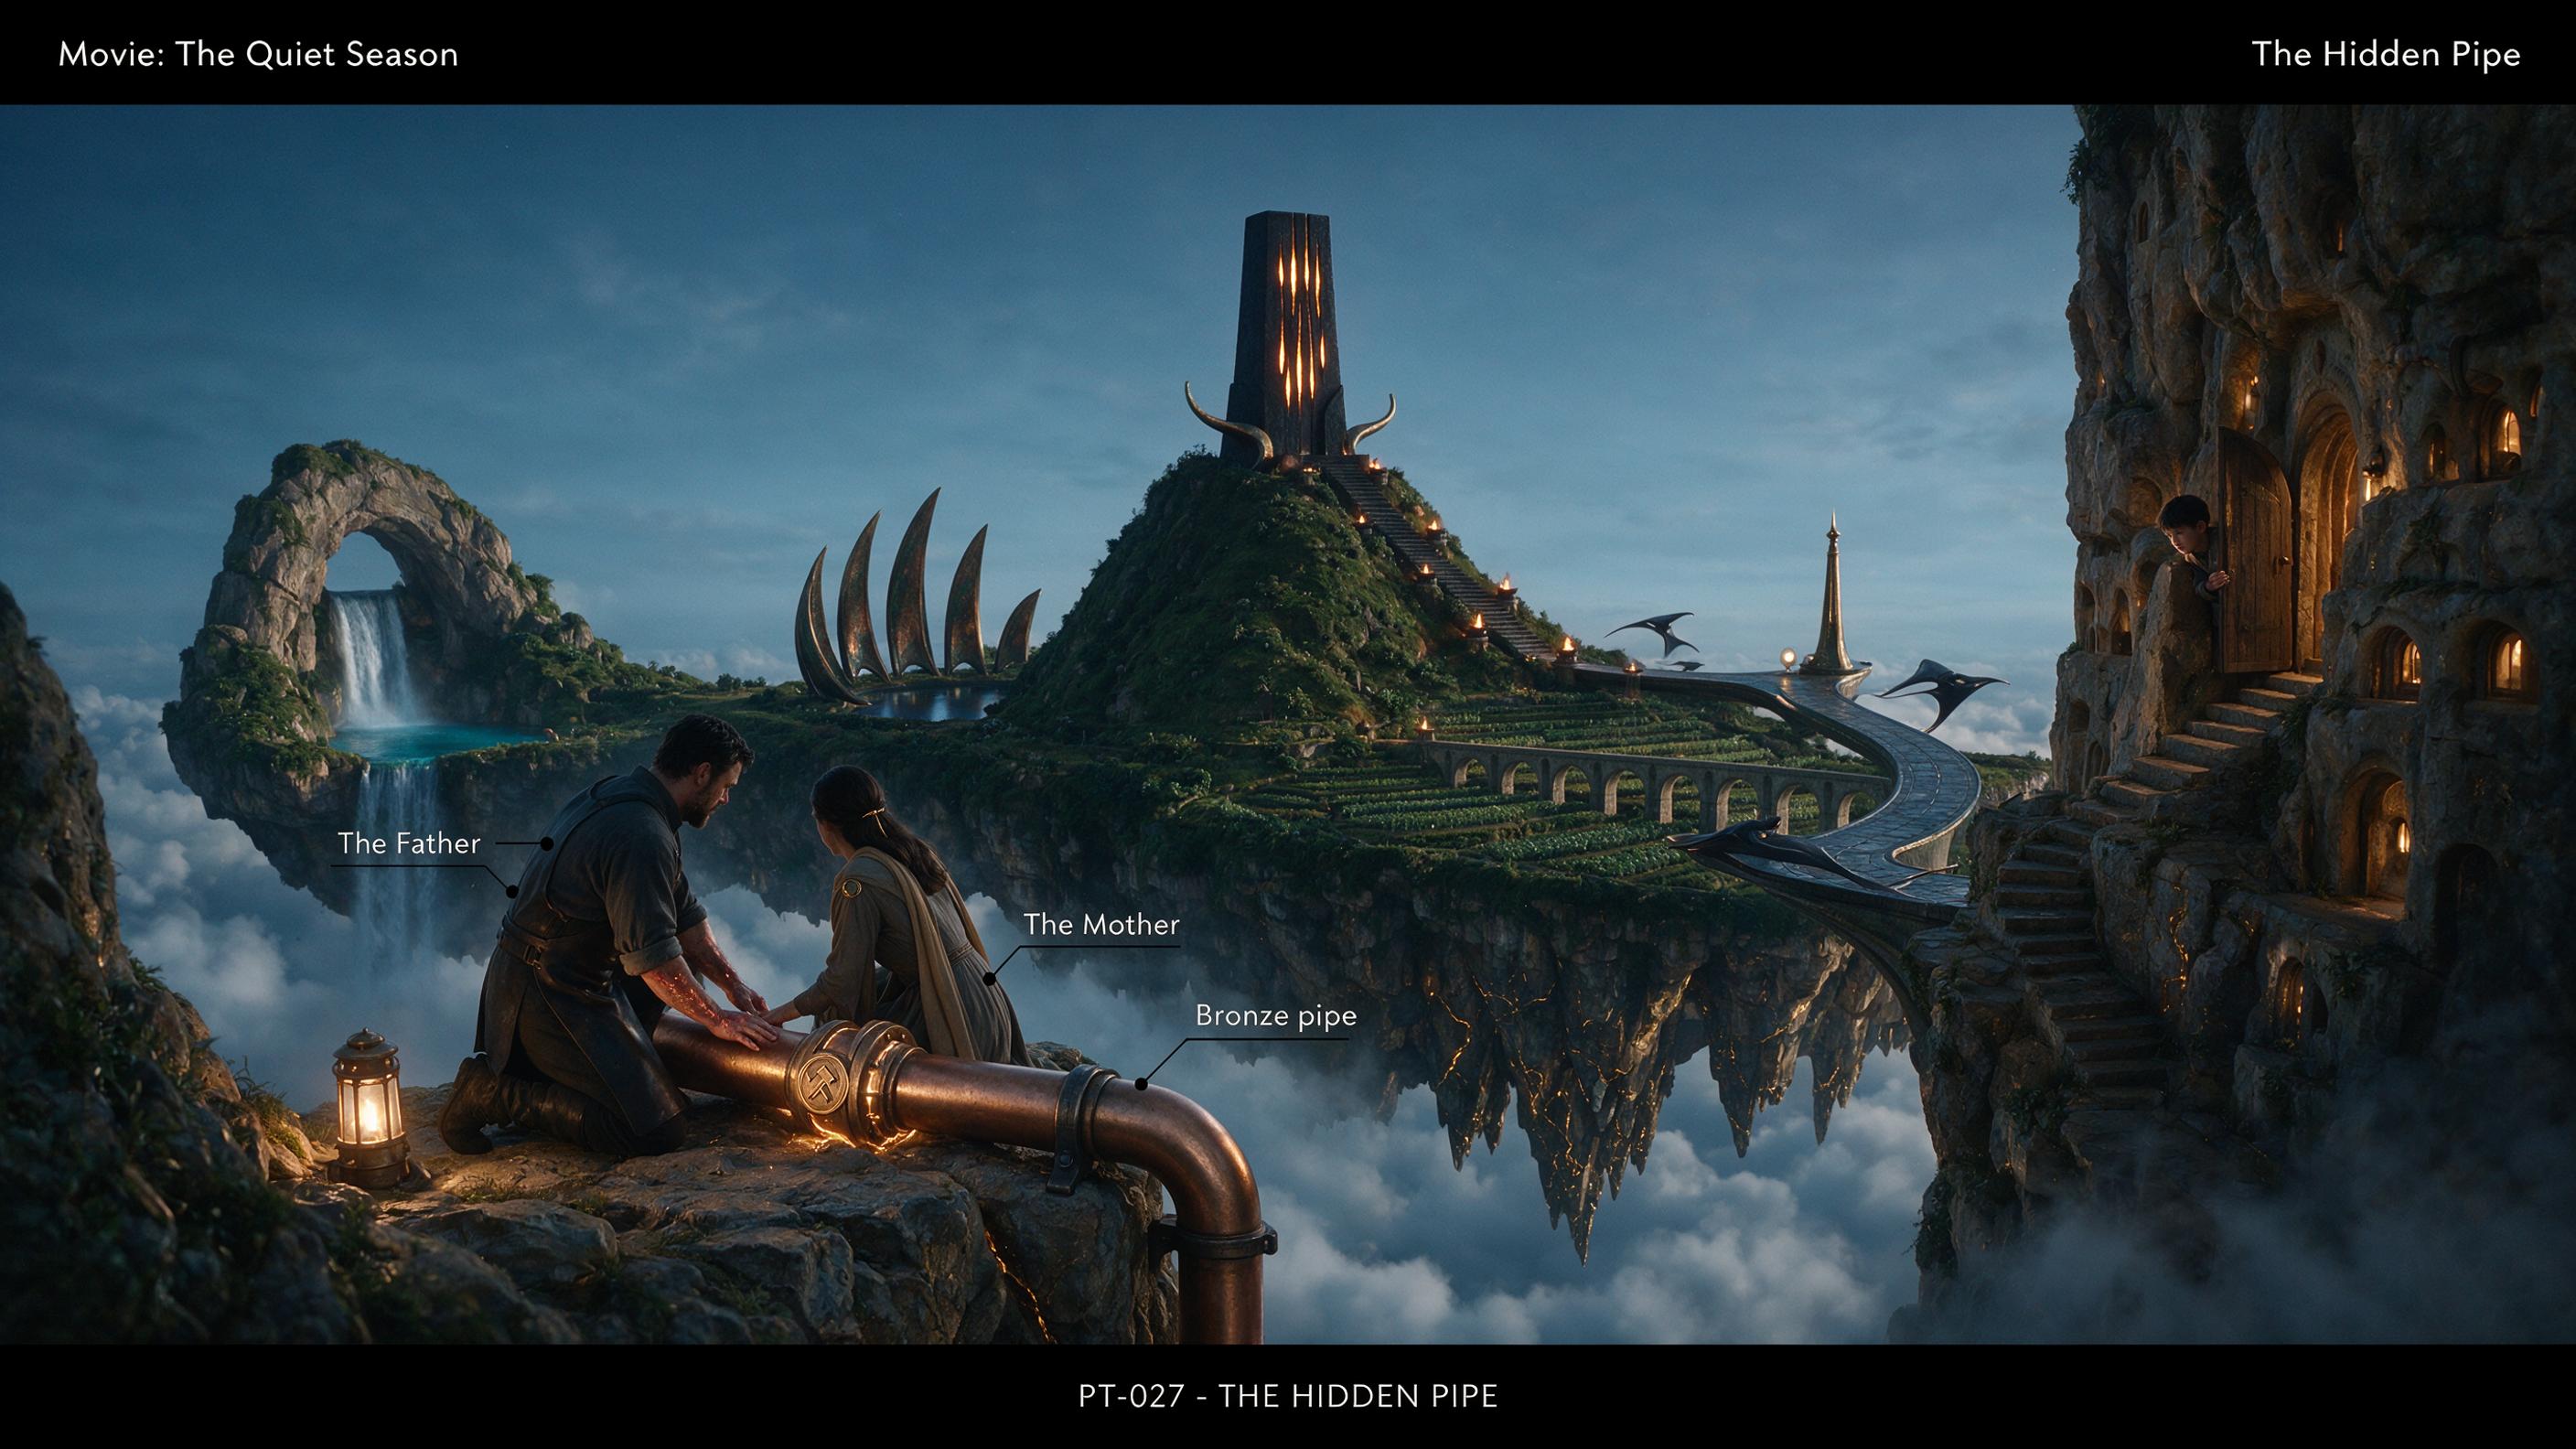 Movie: The Quiet Season
The Hidden Pipe
The Father
The Mother
Bronze pipe
PT-027 - THE HIDDEN PIPE